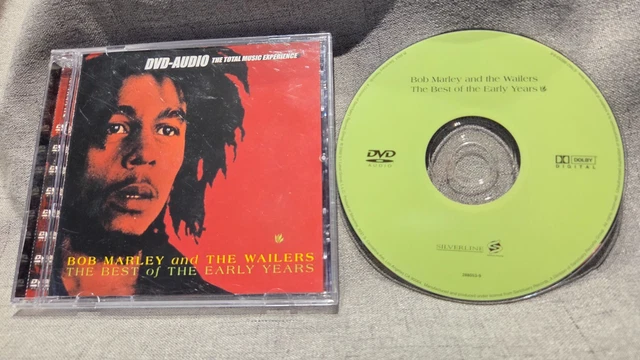 DVD-AUDIO THE TOTAL MUSIC EXPERIENCE
BOB MARLEY and THE WAILERS
THE BEST of THE EARLY YEARS
Bob Marley and the Wailers
The Best of the Early Years
DVD
AUDIO
DOLBY
DIGITAL
SILVERLINE